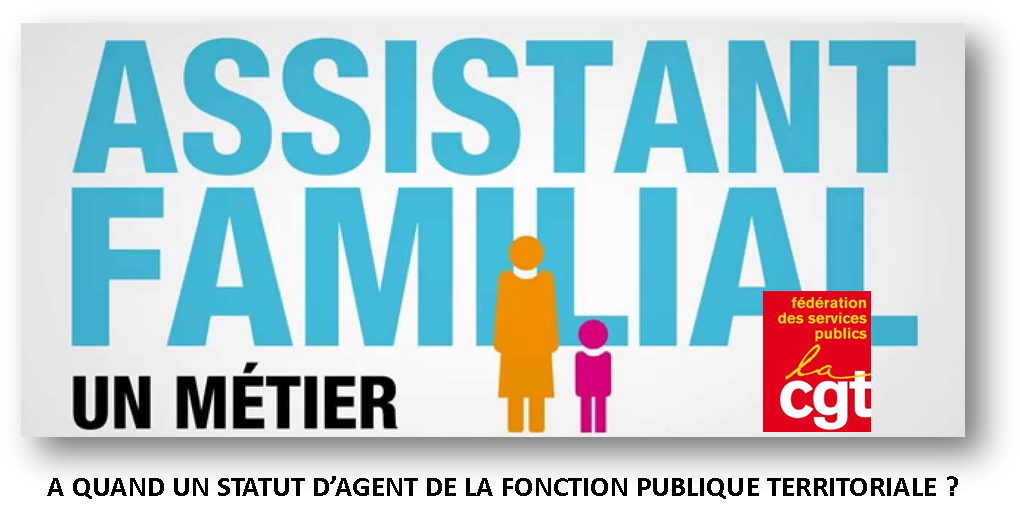 ASSISTANT
FAMILIAL
fédération
des services
publics
la
cgt
UN MÉTIER
A QUAND UN STATUT D’AGENT DE LA FONCTION PUBLIQUE TERRITORIALE ?